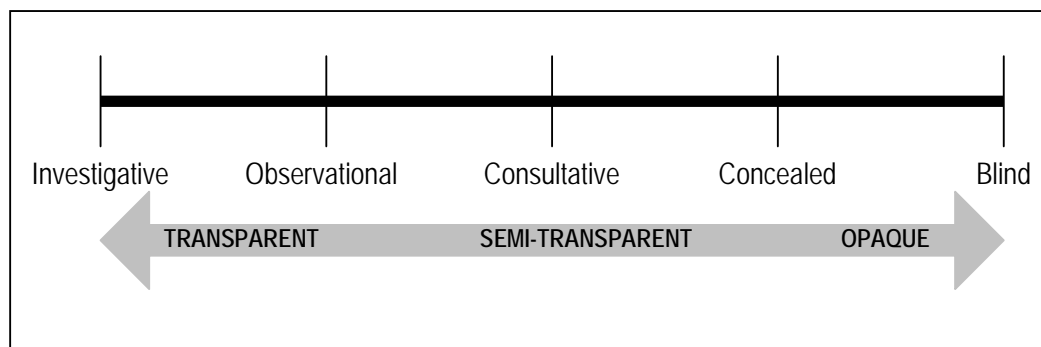 Investigative Observational Consultative Concealed Blind
TRANSPARENT SEMI-TRANSPARENT OPAQUE